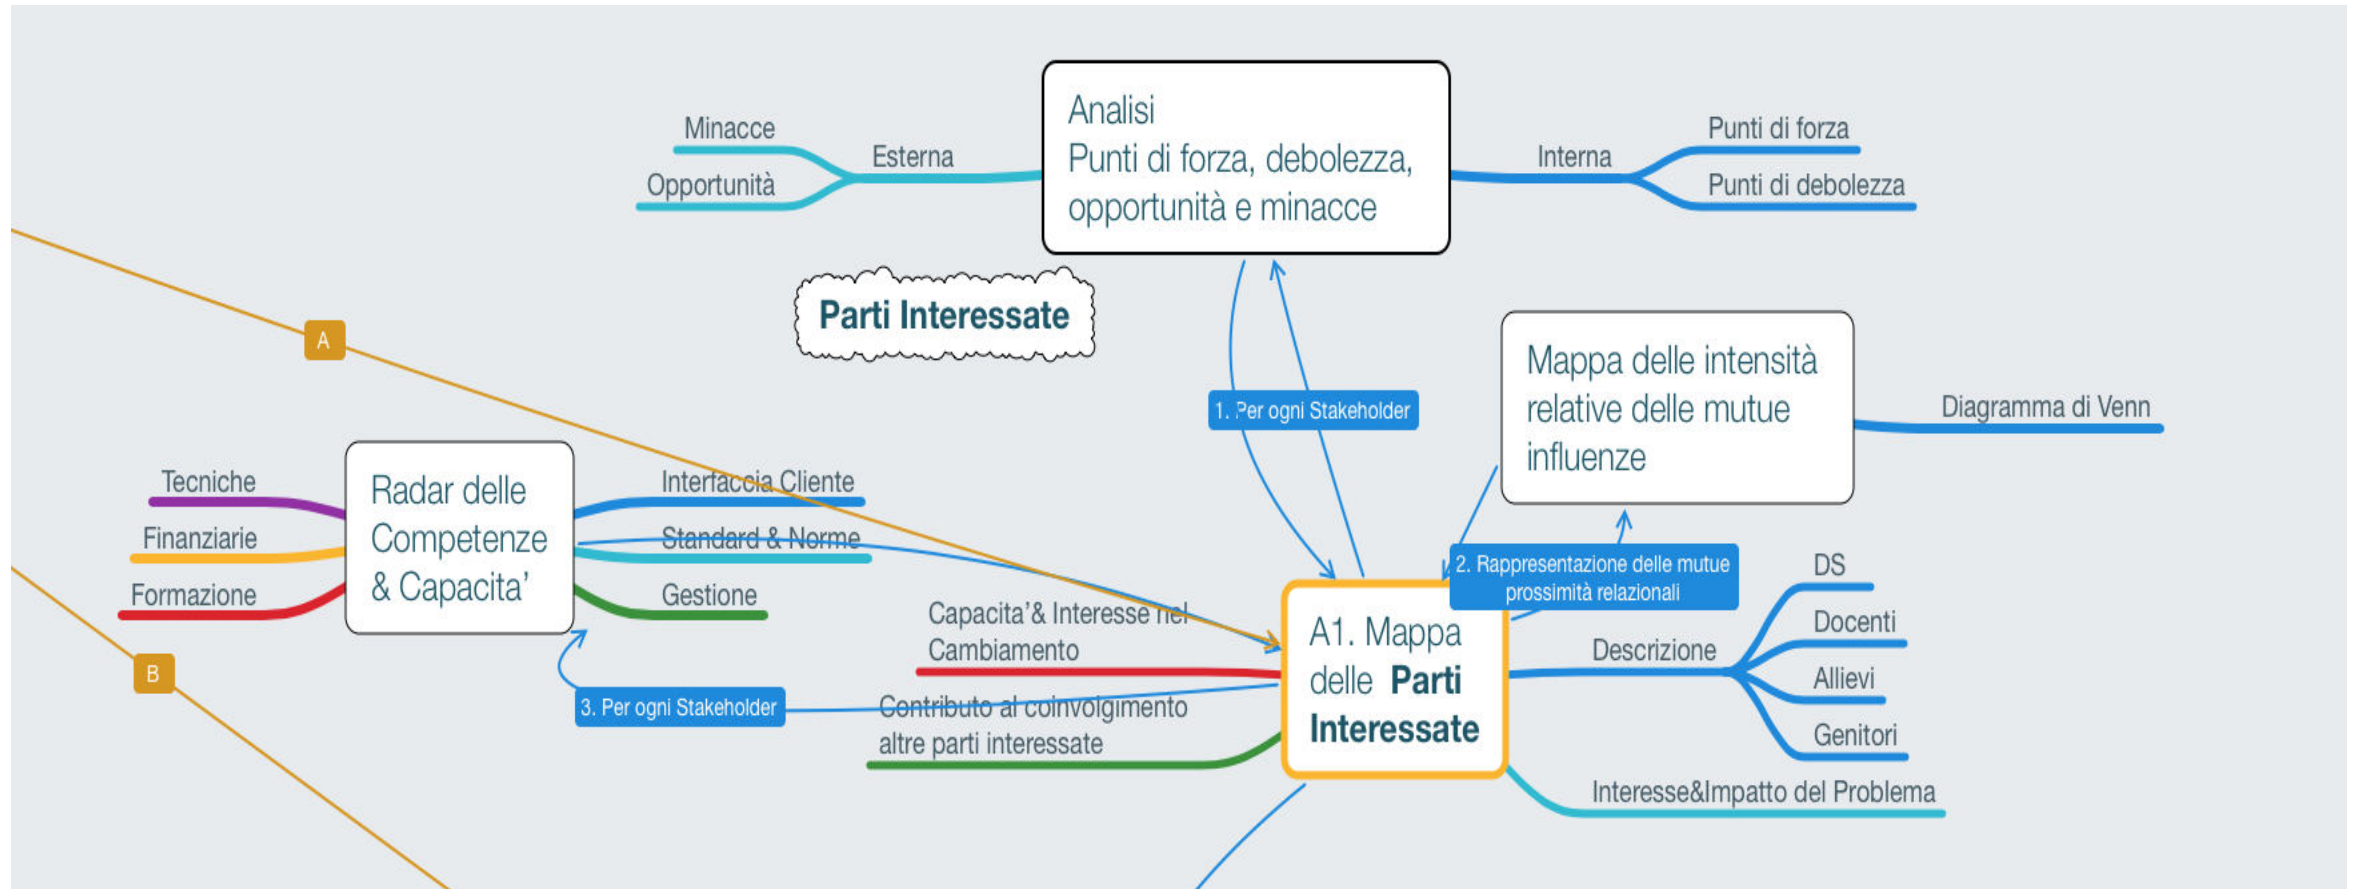 Analisi
Punti di forza, debolezza,
opportunità e minacce
Minacce
Opportunità
Esterna
Interna
Punti di forza
Punti di debolezza
Parti Interessate
A
1. Per ogni Stakeholder
Mappa delle intensità
relative delle mutue
influenze
Diagramma di Venn
Radar delle
Competenze
& Capacita'
Tecniche
Finanziarie
Formazione
Interfaccia Cliente
Standard & Norme
Gestione
2. Rappresentazione delle mutue
prossimità relazionali
B
3. Per ogni Stakeholder
Capacita'& Interesse nel
Cambiamento
Contributo al coinvolgimento
altre parti interessate
A1. Mappa
delle Parti
Interessate
Descrizione
DS
Docenti
Allievi
Genitori
Interesse&Impatto del Problema